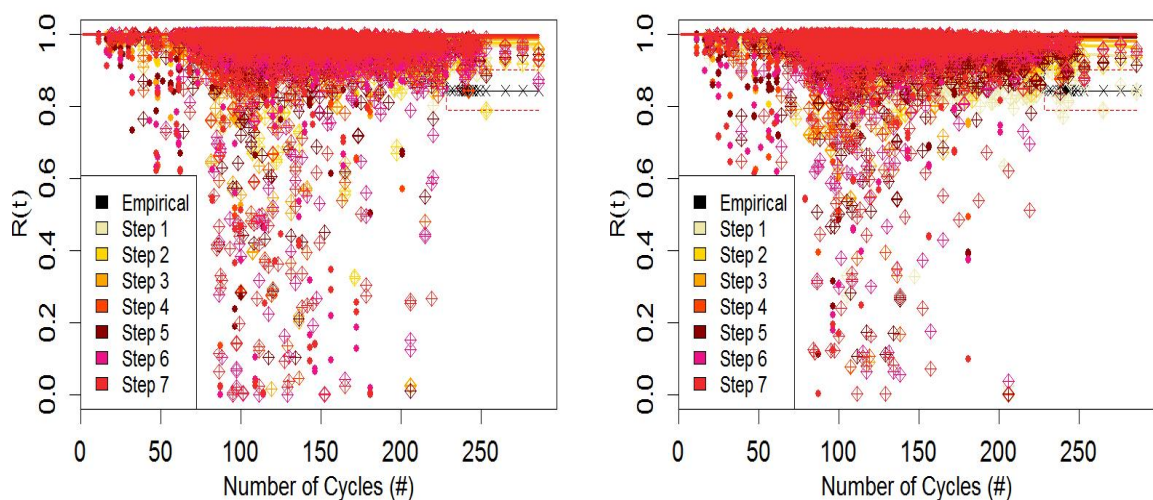 R(t)
1.0
0.8
0.6
0.4
0.2
0.0
Empirical
Step 1
Step 2
Step 3
Step 4
Step 5
Step 6
Step 7
0 50 100 150 200 250
Number of Cycles (#)
R(t)
1.0
0.8
0.6
0.4
0.2
0.0
Empirical
Step 1
Step 2
Step 3
Step 4
Step 5
Step 6
Step 7
0 50 100 150 200 250
Number of Cycles (#)